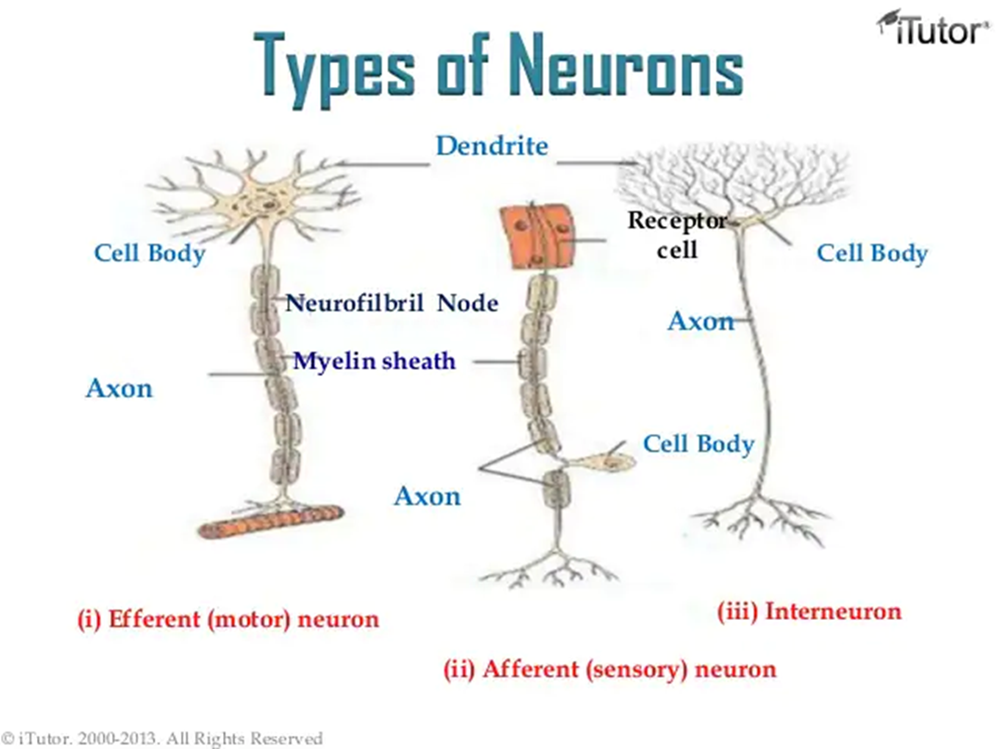 iTutor®
Types of Neurons
Dendrite
Receptor
cell
Cell Body
Cell Body
Neurofilbril Node
Axon
Myelin sheath
Axon
Cell Body
Axon
(i) Efferent (motor) neuron
(iii) Interneuron
(ii) Afferent (sensory) neuron
© iTutor. 2000-2013. All Rights Reserved